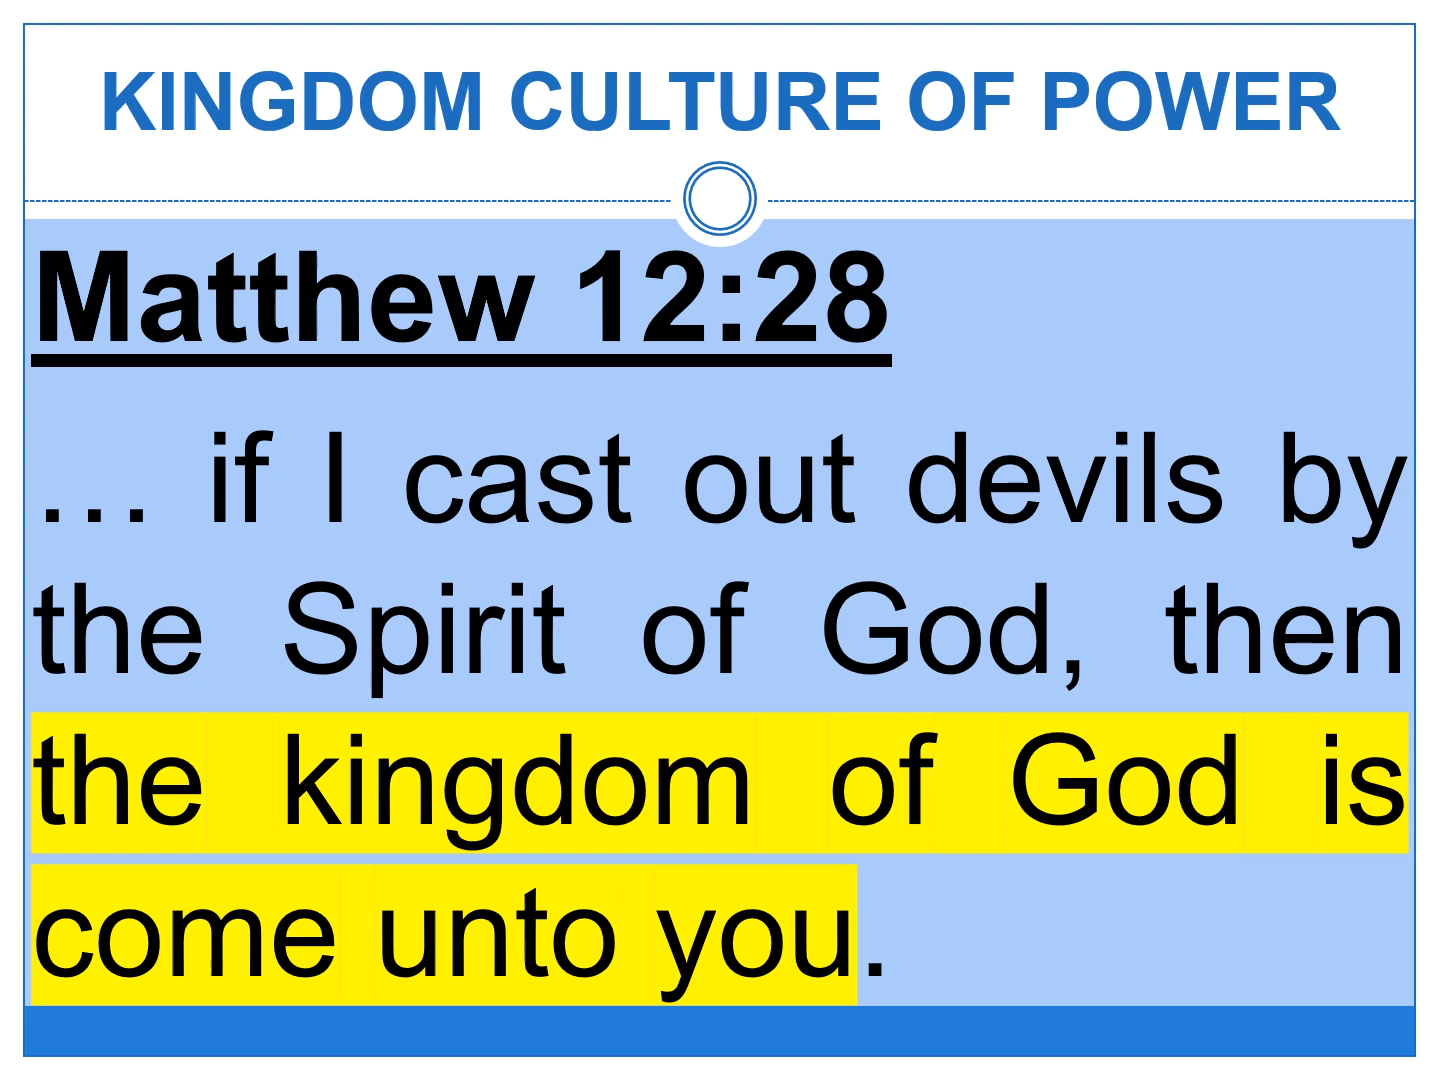 KINGDOM CULTURE OF POWER
Matthew 12:28
… if I cast out devils by
the Spirit of God, then
the kingdom of God is
come unto you.